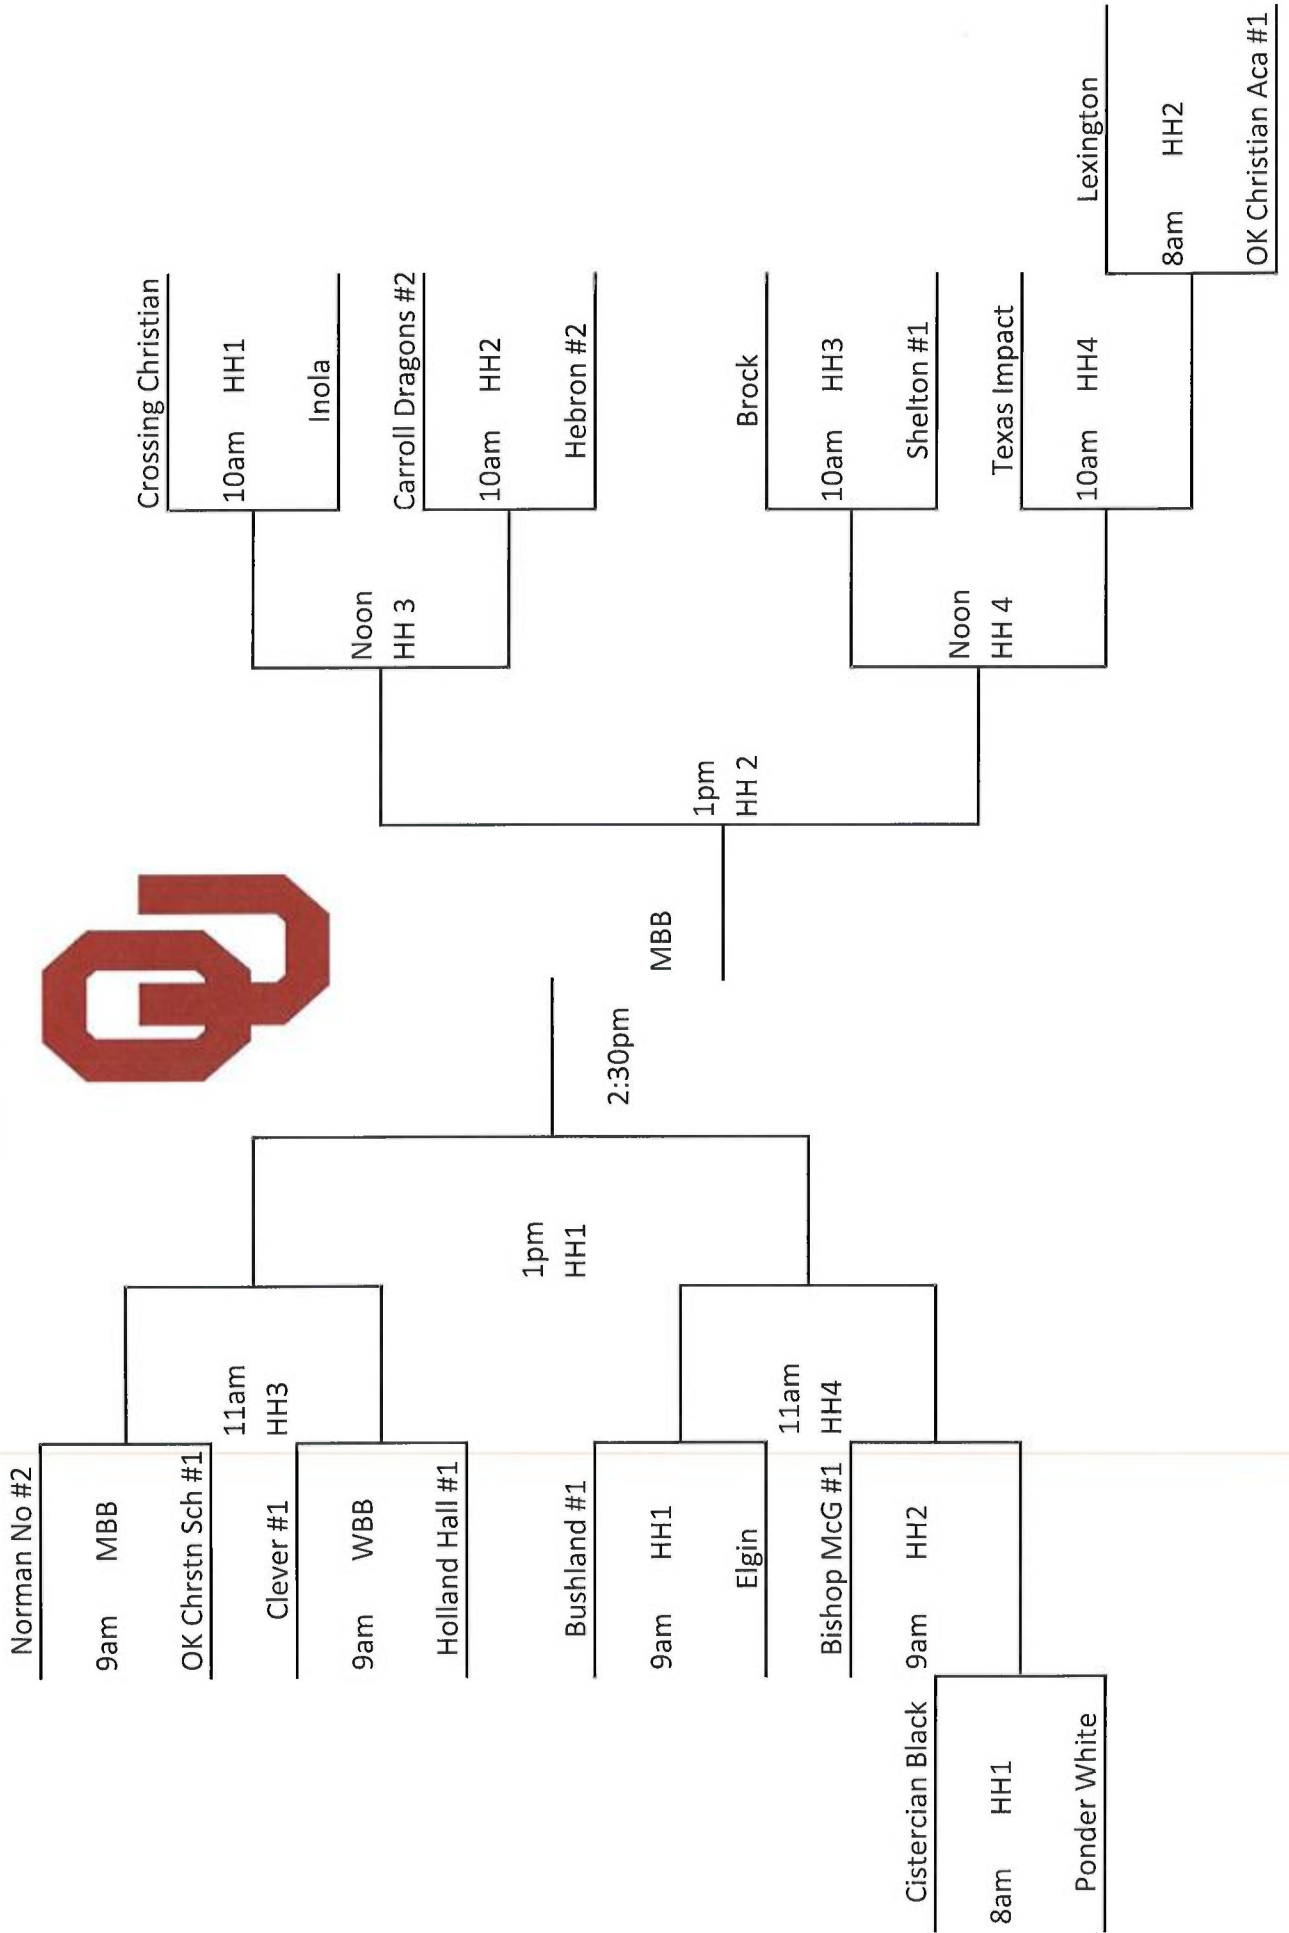 Norman No #2
9am MBB
OK Chrstn Sch #1
11am
HH3
Clever #1
9am WBB
Holland Hall #1
1pm
HH1
Bushland #1
9am HH1
Elgin
11am
HH4
Bishop McG #1
9am HH2
Cistercian Black
8am HH1
Ponder White
OU
2:30pm
MBB
1pm
HH 2
Crossing Christian
10am HH1
Inola
Noon
HH 3
Carroll Dragons #2
10am HH2
Hebron #2
Brock
10am HH3
Shelton #1
Noon
HH 4
Texas Impact
10am HH4
Lexington
8am HH2
OK Christian Aca #1